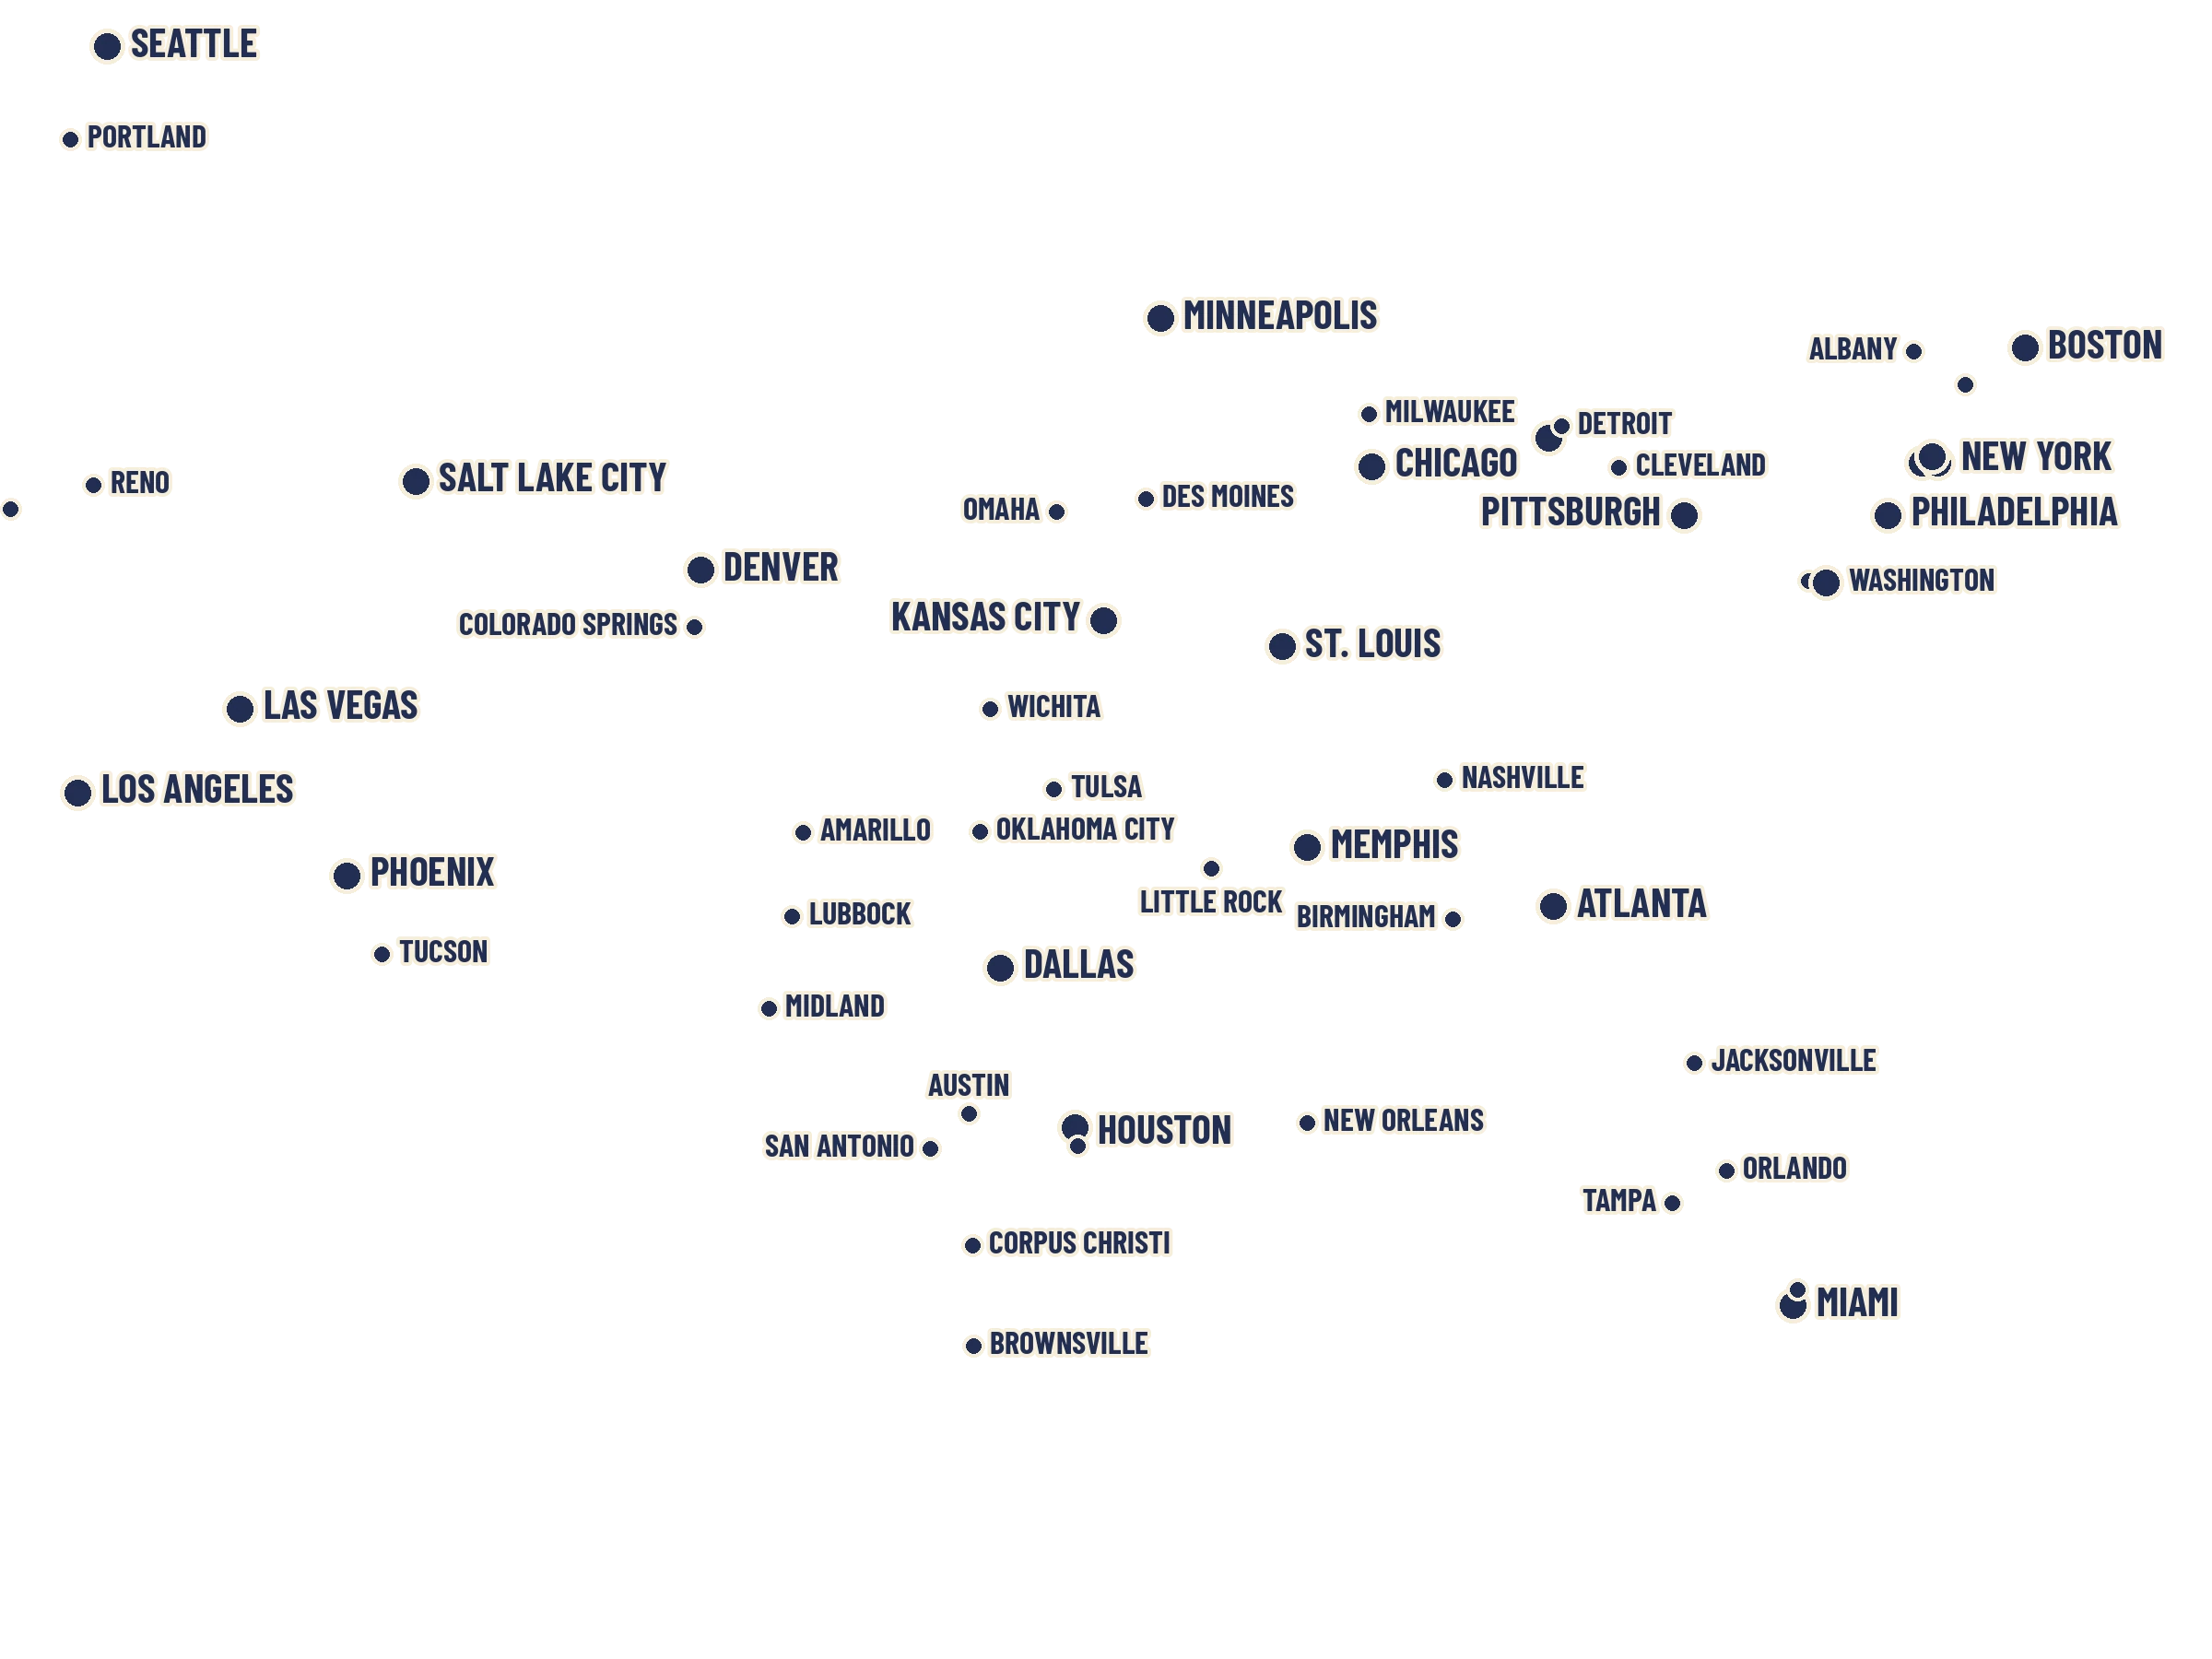 SEATTLE
PORTLAND
MINNEAPOLIS
ALBANY
BOSTON
MILWAUKEE
DETROIT
NEW YORK
CHICAGO
CLEVELAND
SALT LAKE CITY
RENO
DES MOINES
OMAHA
PITTSBURGH
PHILADELPHIA
DENVER
WASHINGTON
KANSAS CITY
COLORADO SPRINGS
ST. LOUIS
LAS VEGAS
WICHITA
NASHVILLE
TULSA
LOS ANGELES
AMARILLO
OKLAHOMA CITY
MEMPHIS
PHOENIX
LITTLE ROCK
ATLANTA
LUBBOCK
BIRMINGHAM
TUCSON
DALLAS
MIDLAND
JACKSONVILLE
AUSTIN
NEW ORLEANS
HOUSTON
SAN ANTONIO
ORLANDO
TAMPA
CORPUS CHRISTI
MIAMI
BROWNSVILLE